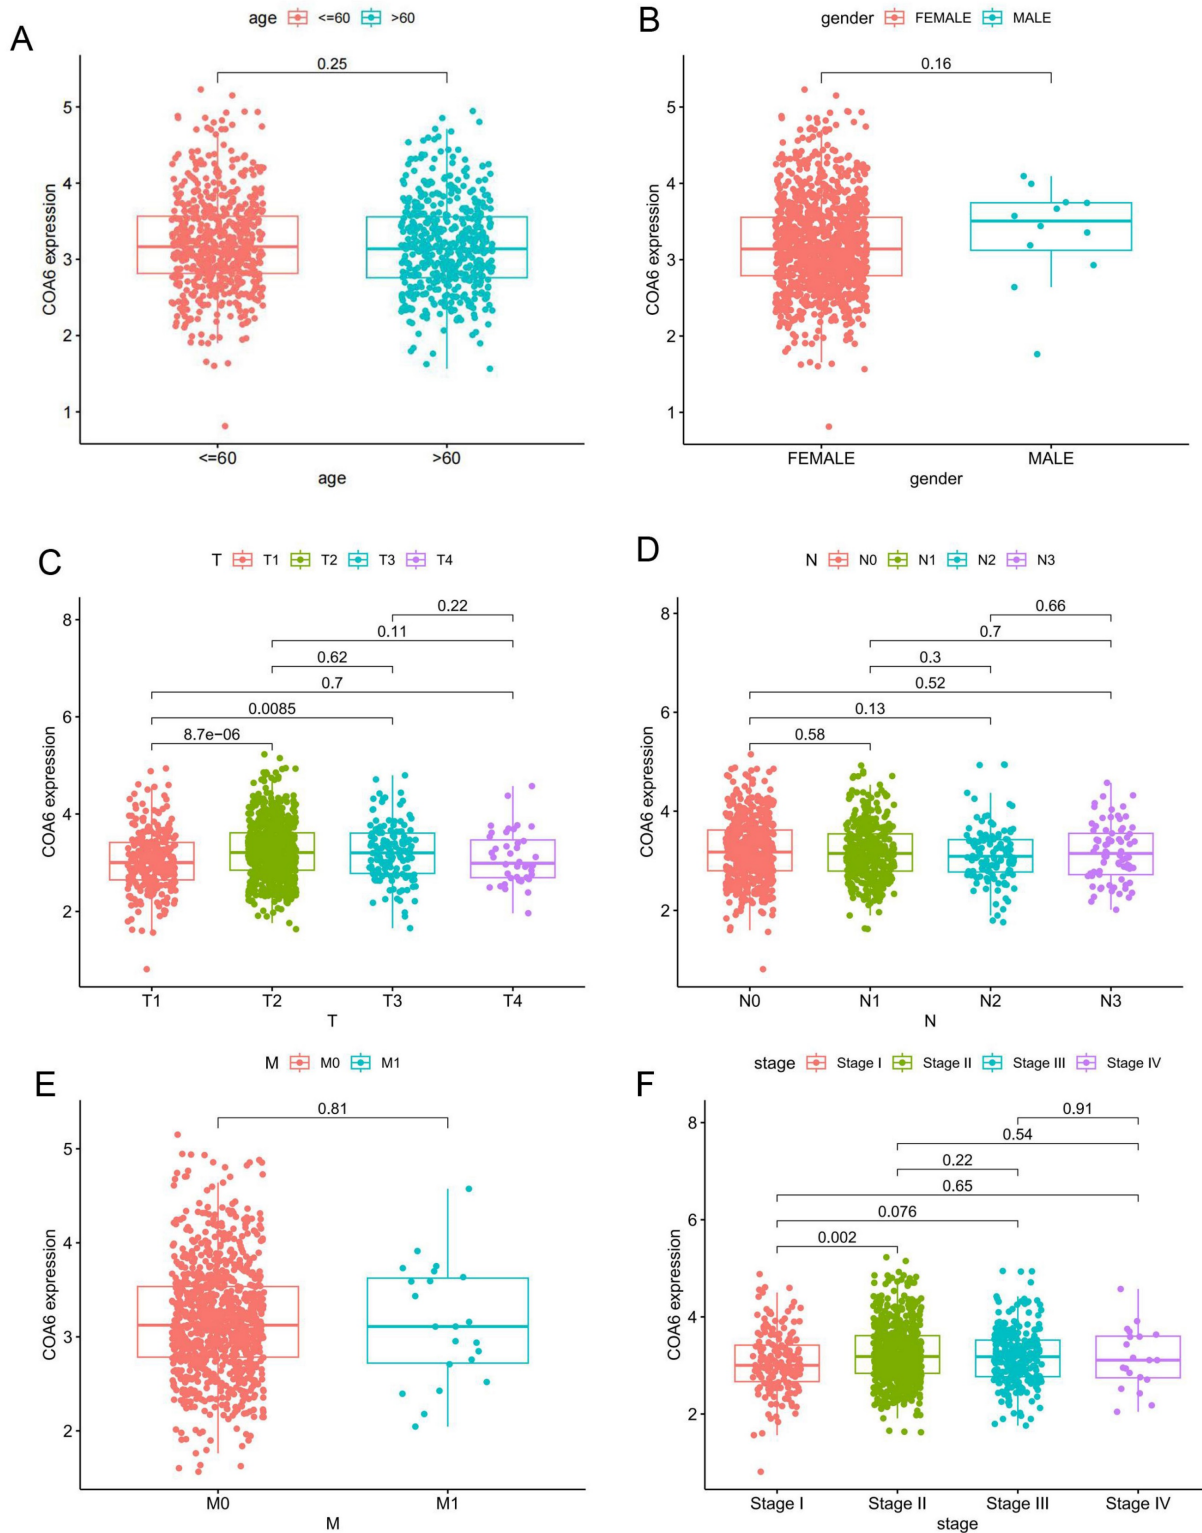 A
age <=60 >60
0.25
5
4
3
2
1
COA6 expression
<=60 >60
age
B
gender FEMALE MALE
0.16
5
4
3
2
1
COA6 expression
FEMALE MALE
gender
C
T T1 T2 T3 T4
0.22
0.11
0.62
0.7
0.0085
8.7e−06
8
6
4
2
COA6 expression
T1 T2 T3 T4
T
D
N N0 N1 N2 N3
0.66
0.7
0.3
0.52
0.13
0.58
8
6
4
2
COA6 expression
N0 N1 N2 N3
N
E
M M0 M1
0.81
5
4
3
2
COA6 expression
M0 M1
M
F
stage Stage I Stage II Stage III Stage IV
0.91
0.54
0.22
0.65
0.076
0.002
8
6
4
2
COA6 expression
Stage I Stage II Stage III Stage IV
stage